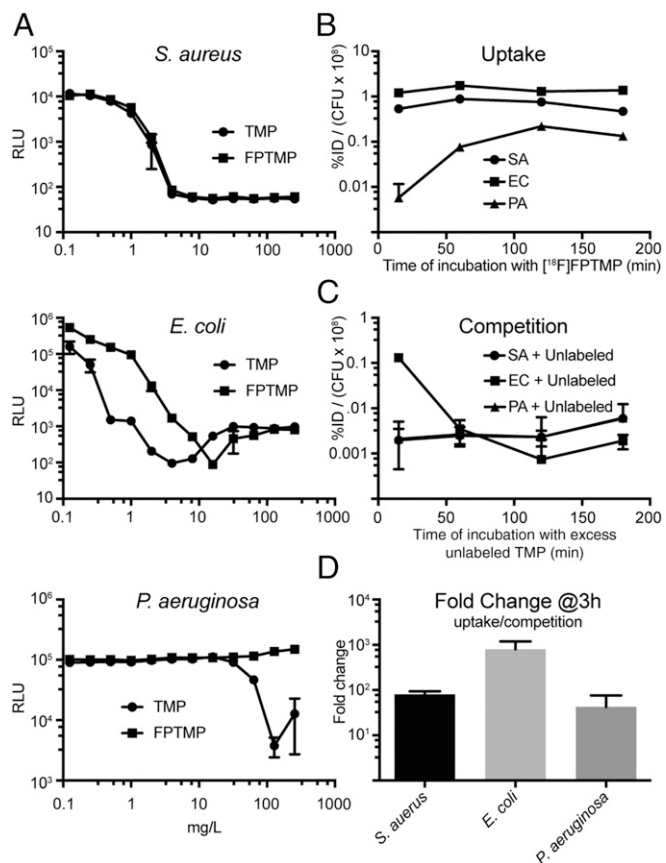 A
S. aureus
10⁵
10⁴
10³
10²
10
RLU
TMP
FPTMP
0.1 1 10 100 1000
B
Uptake
10
1
0.1
0.01
%ID / (CFU x 10⁸)
SA
EC
PA
0 50 100 150 200
Time of incubation with [¹⁸F]FPTMP (min)
E. coli
10⁶
10⁵
10⁴
10³
10²
10
RLU
TMP
FPTMP
0.1 1 10 100 1000
C
Competition
1
0.1
0.01
0.001
%ID / (CFU x 10⁸)
SA + Unlabeled
EC + Unlabeled
PA + Unlabeled
0 50 100 150 200
Time of incubation with excess
unlabeled TMP (min)
P. aeruginosa
10⁶
10⁵
10⁴
10³
RLU
TMP
FPTMP
0.1 1 10 100 1000
mg/L
D
Fold Change @3h
uptake/competition
10⁴
10³
10²
10¹
Fold change
S. auerus
E. coli
P. aeruginosa